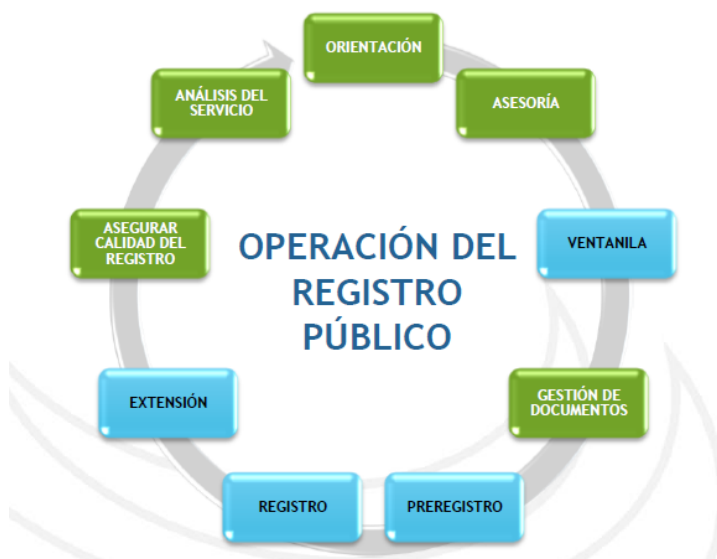 ORIENTACIÓN
ASESORÍA
VENTANILA
GESTIÓN DE
DOCUMENTOS
PREREGISTRO
REGISTRO
EXTENSIÓN
ASEGURAR
CALIDAD DEL
REGISTRO
ANÁLISIS DEL
SERVICIO
OPERACIÓN DEL
REGISTRO
PÚBLICO